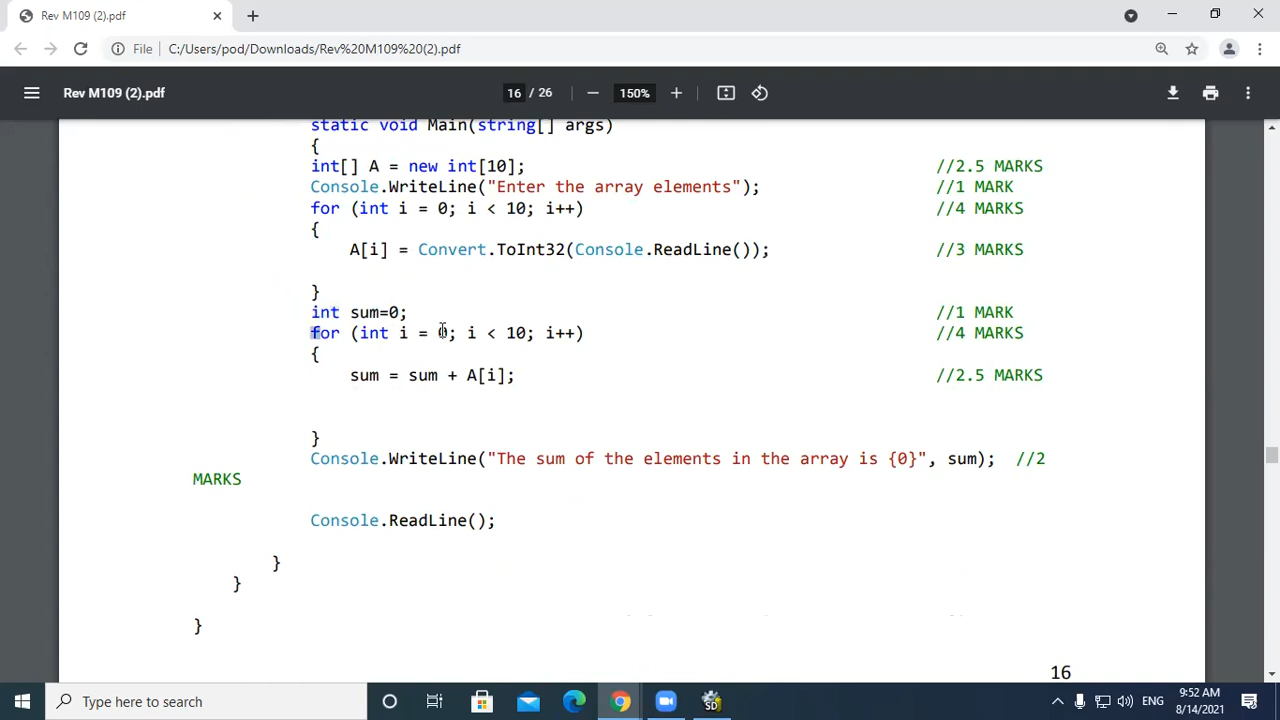 Rev M109 (2).pdf
File C:/Users/pod/Downloads/Rev%20M109%20(2).pdf
Rev M109 (2).pdf
16 / 26
150%
static void Main(string[] args)
{
int[] A = new int[10]; //2.5 MARKS
Console.WriteLine("Enter the array elements"); //1 MARK
for (int i = 0; i < 10; i++) //4 MARKS
{
A[i] = Convert.ToInt32(Console.ReadLine()); //3 MARKS
}
int sum=0; //1 MARK
for (int i = 0; i < 10; i++) //4 MARKS
{
sum = sum + A[i]; //2.5 MARKS
}
Console.WriteLine("The sum of the elements in the array is {0}", sum); //2
MARKS
Console.ReadLine();
}
}
}
16
Type here to search
SD
ENG
9:52 AM
8/14/2021